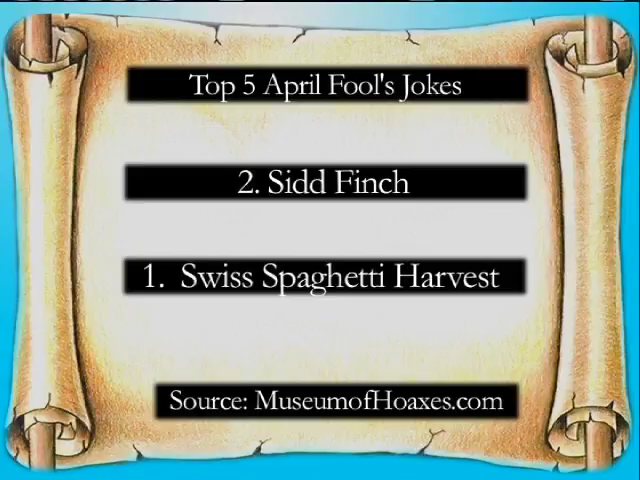 Top 5 April Fool's Jokes
2. Sidd Finch
1. Swiss Spaghetti Harvest
Source: MuseumofHoaxes.com